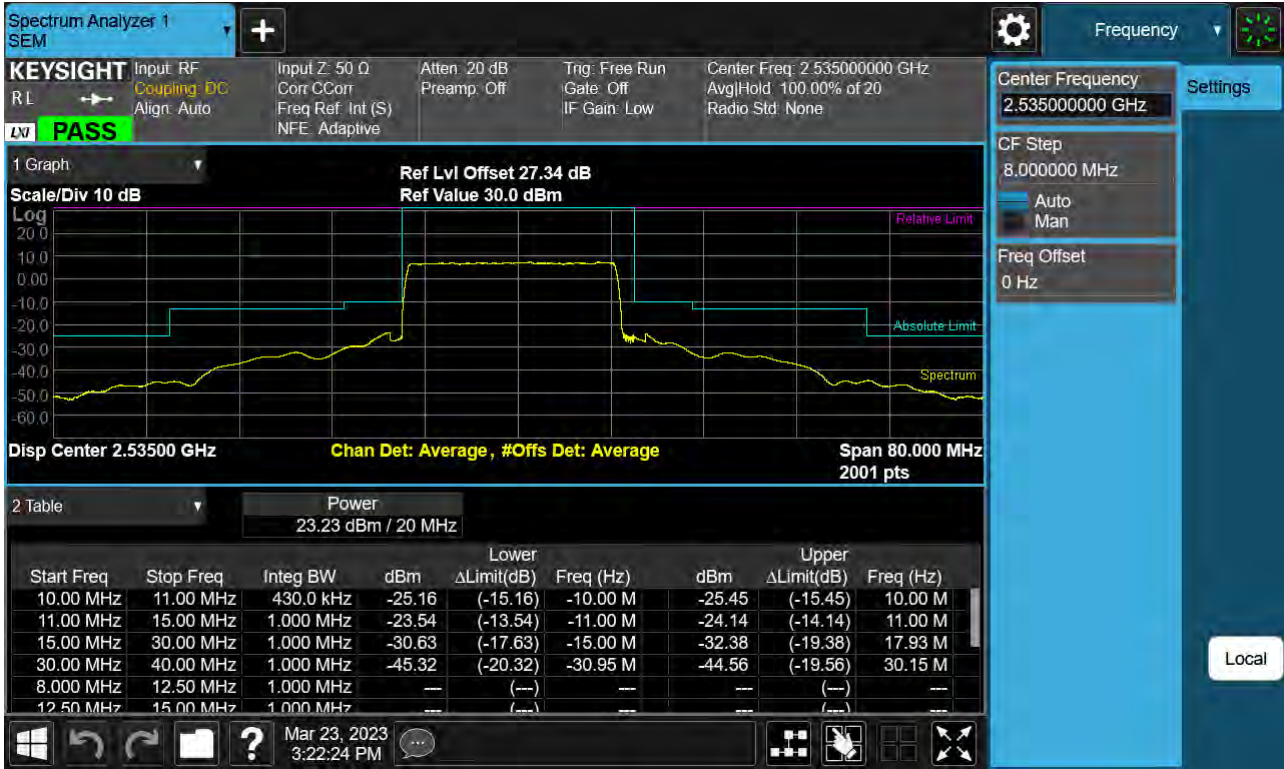 Spectrum Analyzer 1
SEM
Frequency
KEYSIGHT
RL
LXI
PASS
Input: RF
Coupling: DC
Align: Auto
Input Z: 50 Ω
Corr CCorr
Freq Ref: Int (S)
NFE: Adaptive
Atten: 20 dB
Preamp: Off
Trig: Free Run
Gate: Off
IF Gain: Low
Center Freq: 2.535000000 GHz
Avg|Hold: 100.00% of 20
Radio Std: None
1 Graph
Scale/Div 10 dB
Ref Lvl Offset 27.34 dB
Ref Value 30.0 dBm
Log
20.0
10.0
0.00
-10.0
-20.0
-30.0
-40.0
-50.0
-60.0
Relative Limit
Absolute Limit
Spectrum
Disp Center 2.53500 GHz
Chan Det: Average, #Offs Det: Average
Span 80.000 MHz
2001 pts
2 Table
Power
23.23 dBm / 20 MHz
Lower Upper
Start Freq Stop Freq Integ BW dBm ΔLimit(dB) Freq (Hz) dBm ΔLimit(dB) Freq (Hz)
10.00 MHz 11.00 MHz 430.0 kHz -25.16 (-15.16) -10.00 M -25.45 (-15.45) 10.00 M
11.00 MHz 15.00 MHz 1.000 MHz -23.54 (-13.54) -11.00 M -24.14 (-14.14) 11.00 M
15.00 MHz 30.00 MHz 1.000 MHz -30.63 (-17.63) -15.00 M -32.38 (-19.38) 17.93 M
30.00 MHz 40.00 MHz 1.000 MHz -45.32 (-20.32) -30.95 M -44.56 (-19.56) 30.15 M
8.000 MHz 12.50 MHz 1.000 MHz --- (---) --- --- (---) ---
12.50 MHz 15.00 MHz 1.000 MHz --- (---) --- --- (---) ---
Mar 23, 2023
3:22:24 PM
Center Frequency
2.535000000 GHz
CF Step
8.000000 MHz
Auto
Man
Freq Offset
0 Hz
Settings
Local